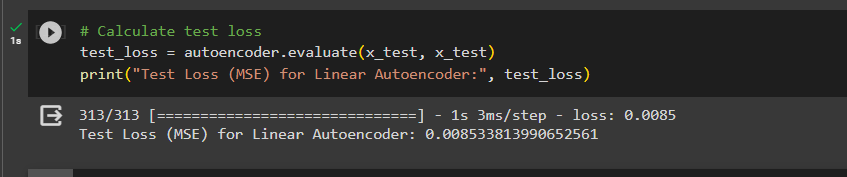 # Calculate test loss
test_loss = autoencoder.evaluate(x_test, x_test)
print("Test Loss (MSE) for Linear Autoencoder:", test_loss)
1s
313/313 [==============================] - 1s 3ms/step - loss: 0.0085
Test Loss (MSE) for Linear Autoencoder: 0.008533813990652561